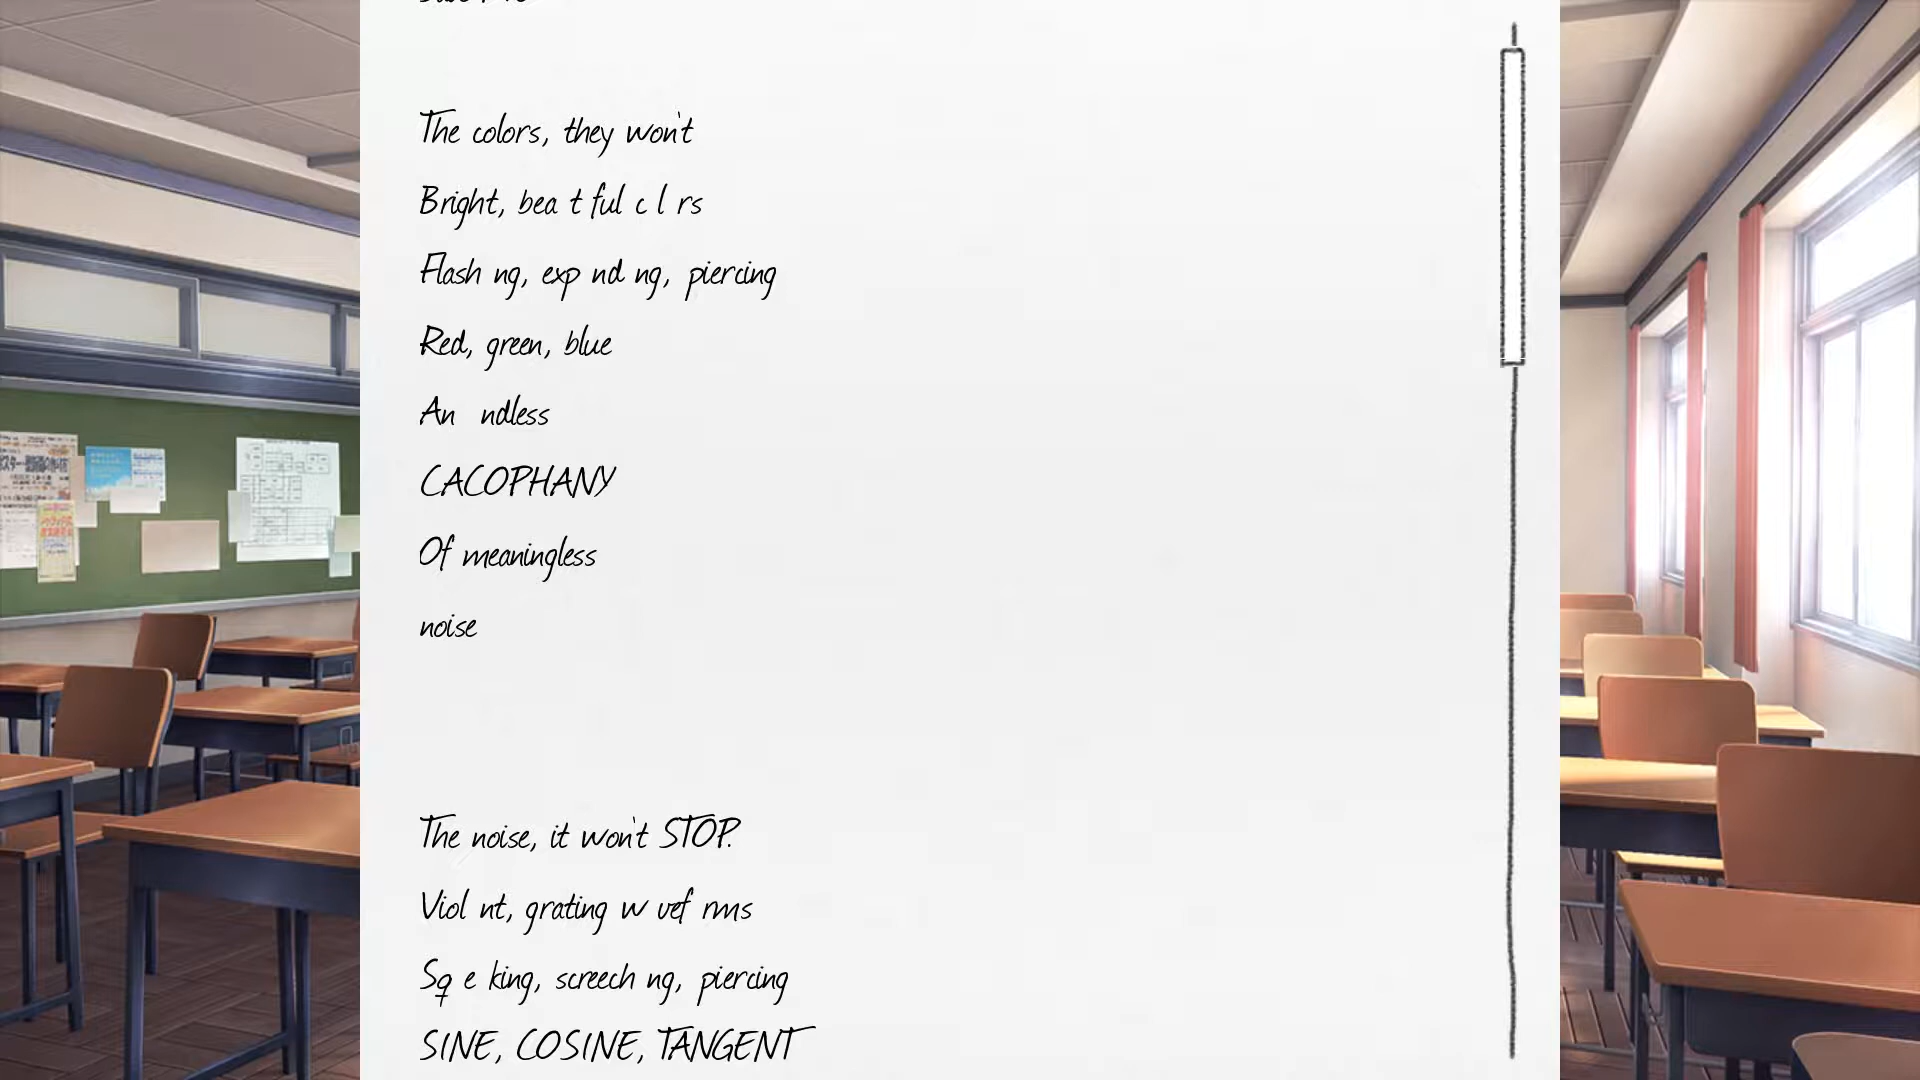 The colors, they won't
Bright, bea t ful c l rs
Flash ng, exp nd ng, piercing
Red, green, blue
An   ndless
CACOPHANY
Of meaningless
noise
The noise, it won't STOP.
Viol nt, grating w vef rms
Sq e king, screech ng, piercing
SINE, COSINE, TANGENT